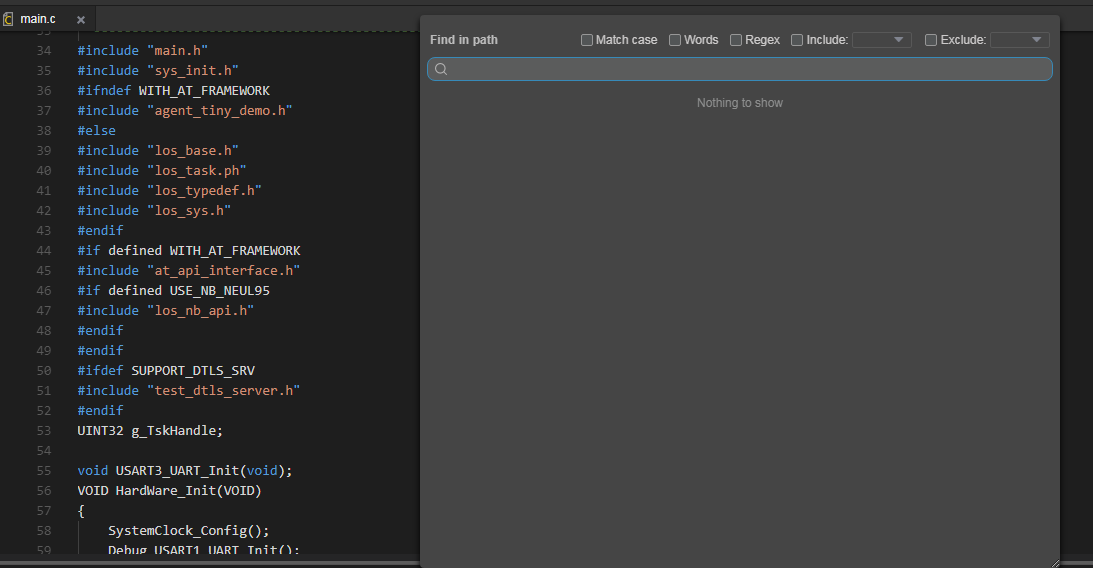 main.c
Find in path
Match case
Words
Regex
Include:
Exclude:
Nothing to show
34 #include "main.h"
35 #include "sys_init.h"
36 #ifndef WITH_AT_FRAMEWORK
37 #include "agent_tiny_demo.h"
38 #else
39 #include "los_base.h"
40 #include "los_task.ph"
41 #include "los_typedef.h"
42 #include "los_sys.h"
43 #endif
44 #if defined WITH_AT_FRAMEWORK
45 #include "at_api_interface.h"
46 #if defined USE_NB_NEUL95
47 #include "los_nb_api.h"
48 #endif
49 #endif
50 #ifdef SUPPORT_DTLS_SRV
51 #include "test_dtls_server.h"
52 #endif
53 UINT32 g_TskHandle;
54
55 void USART3_UART_Init(void);
56 VOID HardWare_Init(VOID)
57 {
58 SystemClock_Config();
59 Debug_USART1_UART_Init();